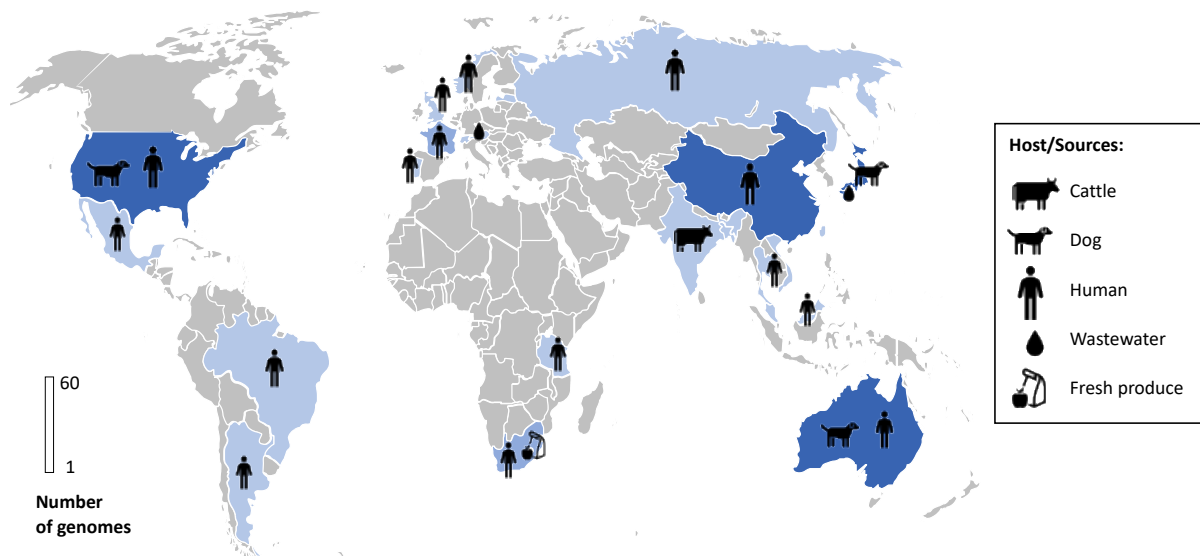 Host/Sources:
Cattle
Dog
Human
Wastewater
Fresh produce
60
1
Number
of genomes